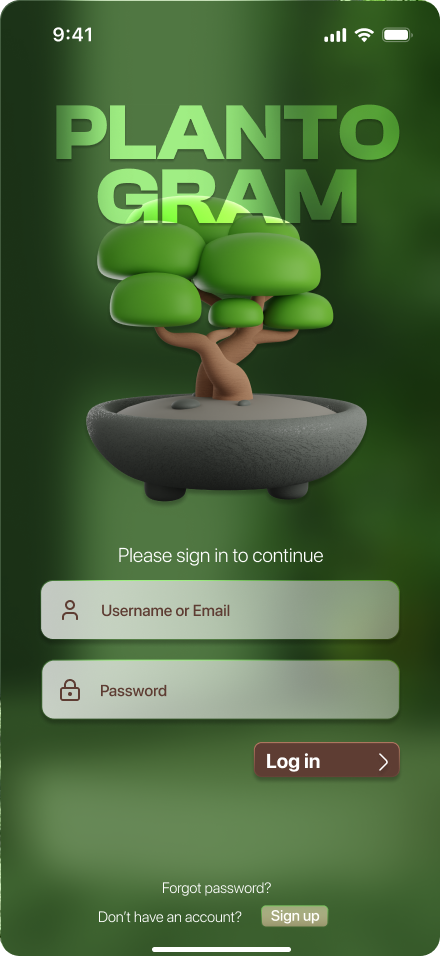 9:41
PLANTO
GRAM
Please sign in to continue
Username or Email
Password
Log in
Forgot password?
Don't have an account? Sign up